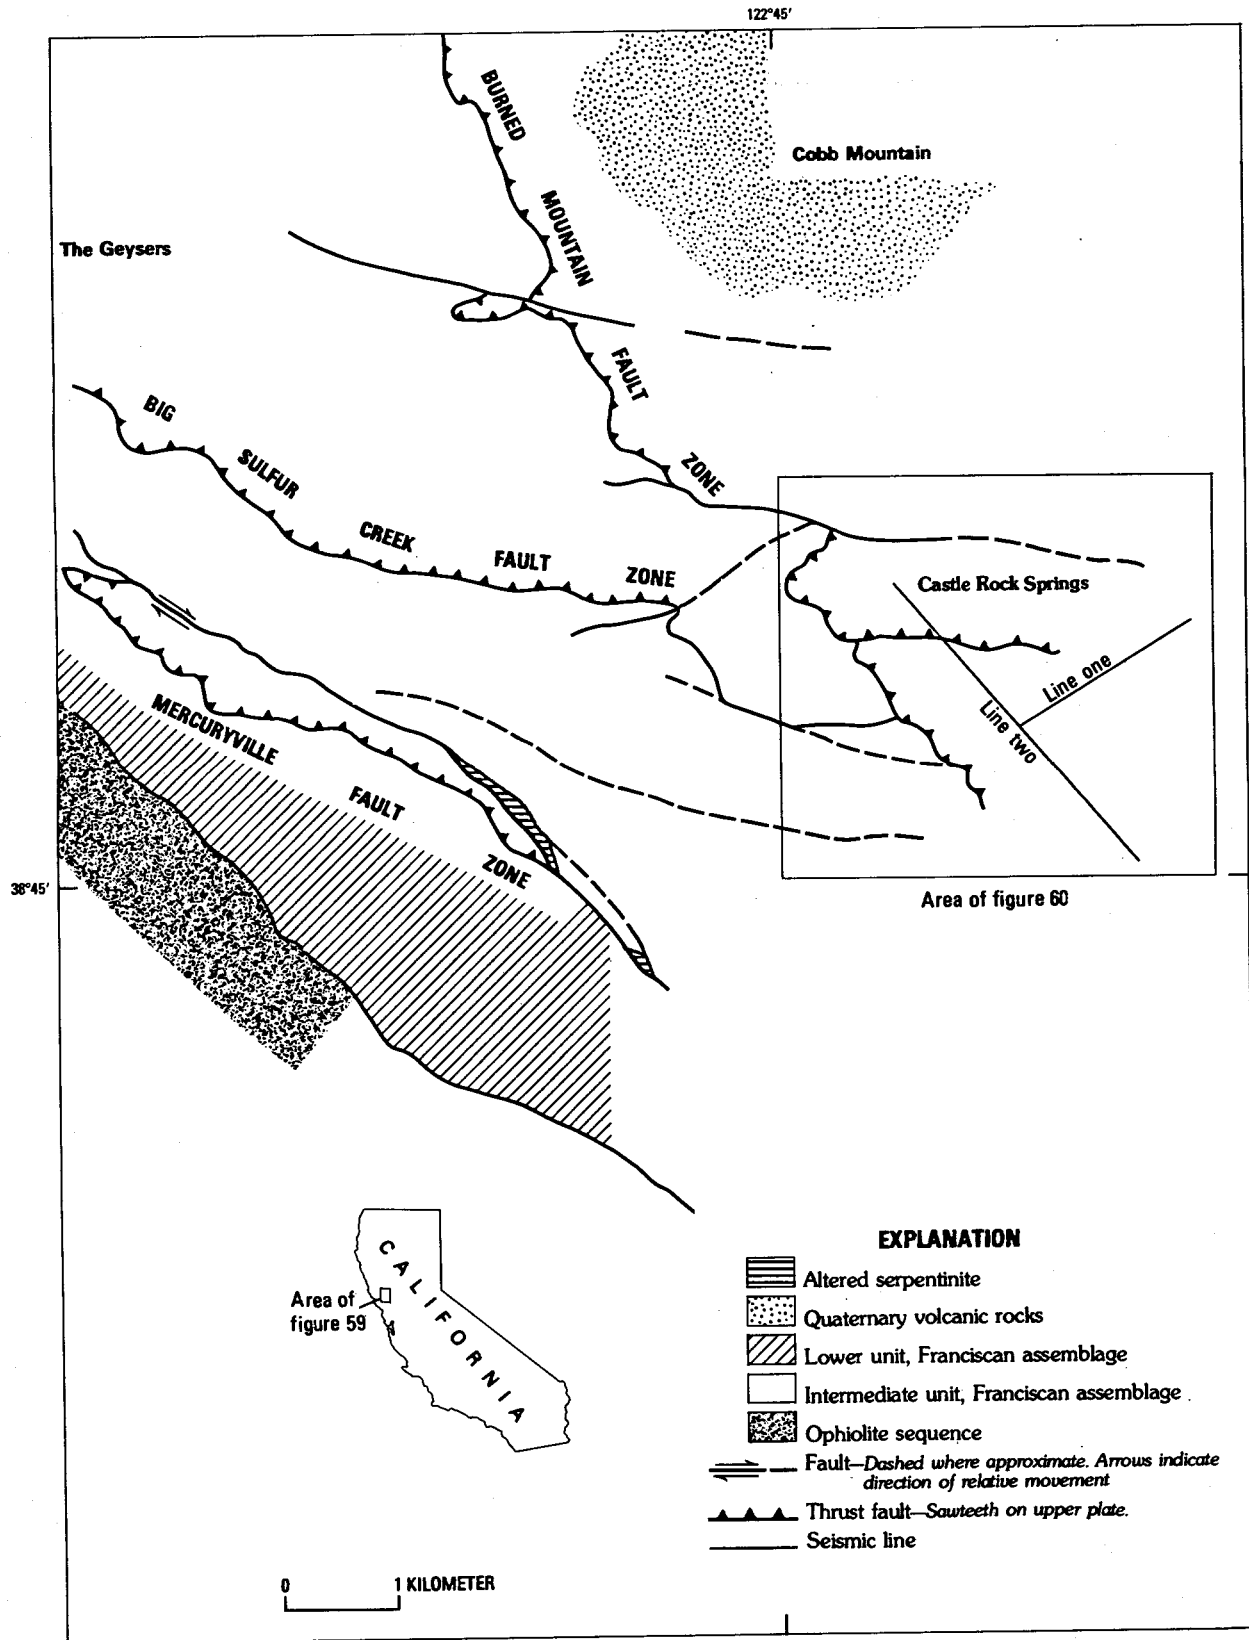 122°45′
BURNED
Cobb Mountain
MOUNTAIN
The Geysers
FAULT
BIG
SULFUR
ZONE
CREEK
FAULT
ZONE
Castle Rock Springs
Line one
Line two
MERCURYVILLE
FAULT
ZONE
38°45′
Area of figure 60
CALIFORNIA
Area of
figure 59
EXPLANATION
Altered serpentinite
Quaternary volcanic rocks
Lower unit, Franciscan assemblage
Intermediate unit, Franciscan assemblage
Ophiolite sequence
Fault—Dashed where approximate. Arrows indicate
direction of relative movement
Thrust fault—Sawteeth on upper plate.
Seismic line
0 1 KILOMETER